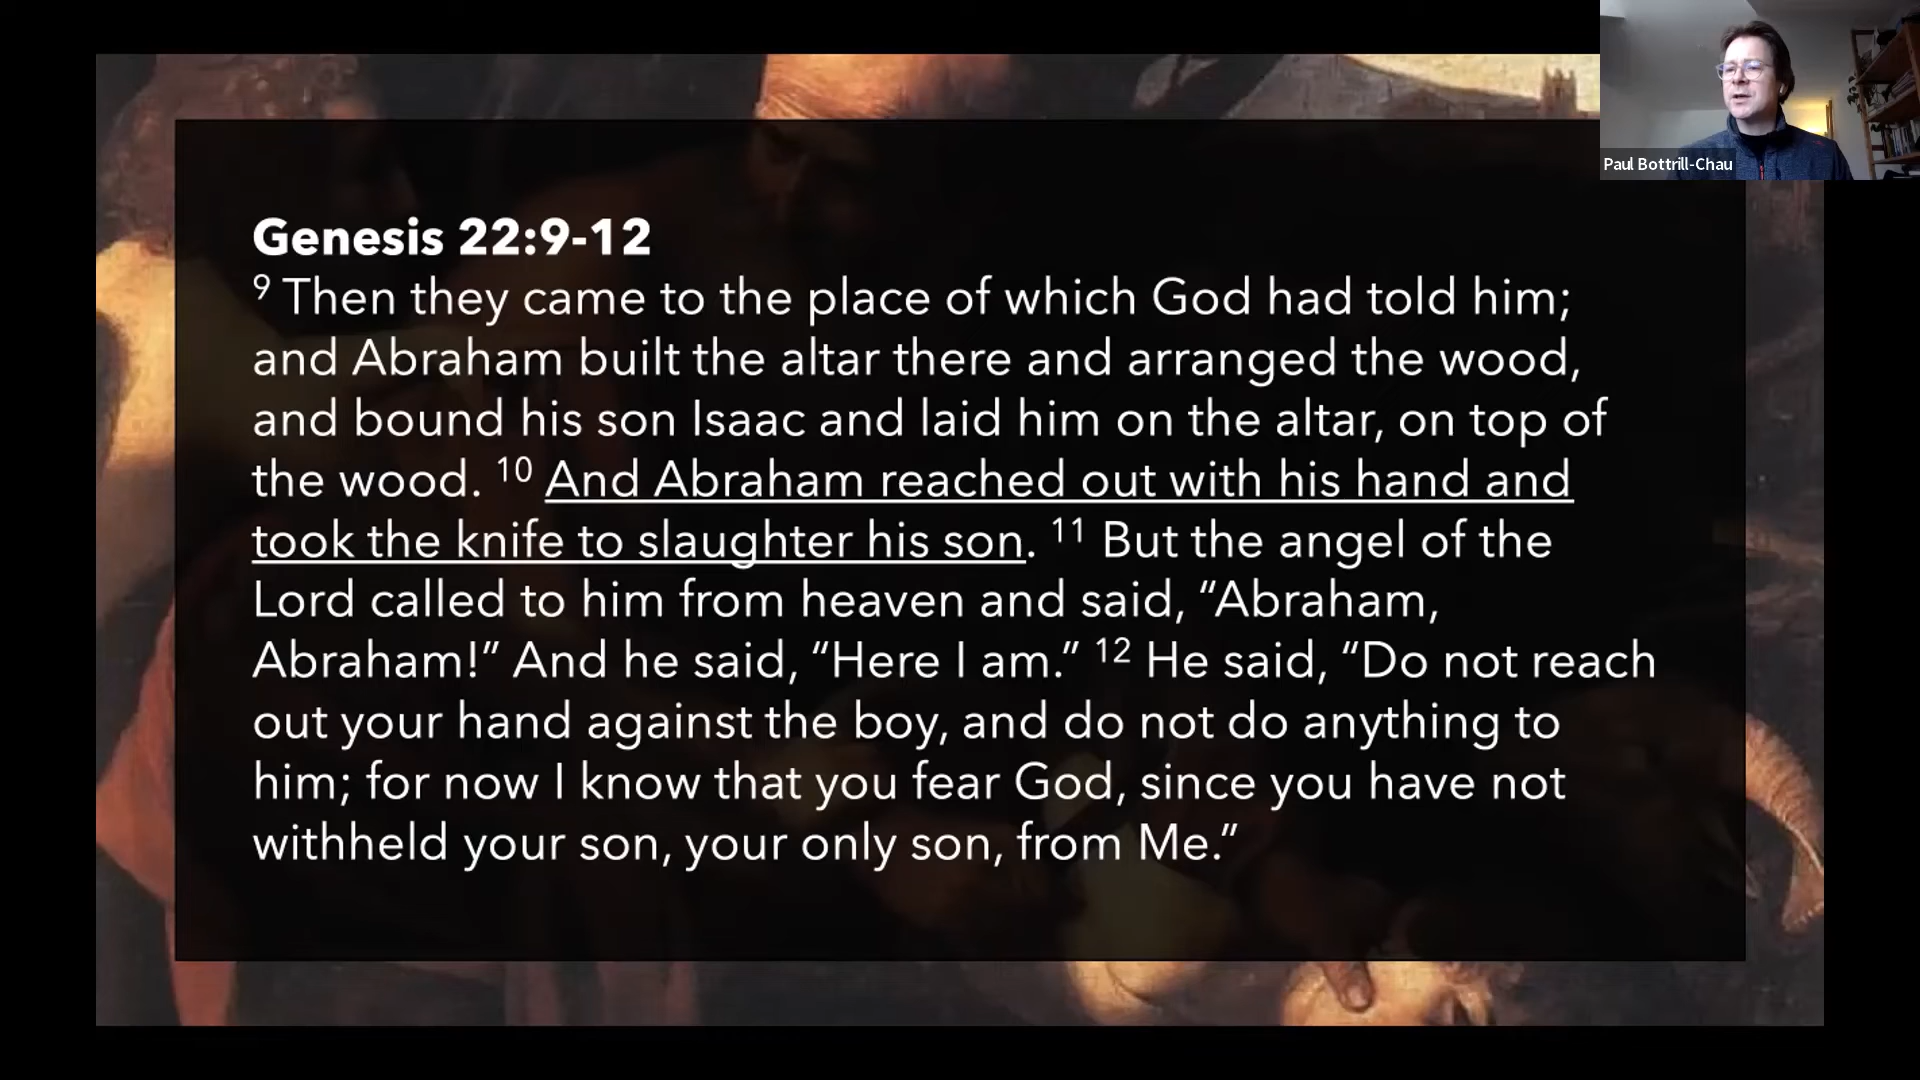 Paul Bottrill-Chau
Genesis 22:9-12
9 Then they came to the place of which God had told him;
and Abraham built the altar there and arranged the wood,
and bound his son Isaac and laid him on the altar, on top of
the wood. 10 And Abraham reached out with his hand and
took the knife to slaughter his son. 11 But the angel of the
Lord called to him from heaven and said, “Abraham,
Abraham!” And he said, “Here I am.” 12 He said, “Do not reach
out your hand against the boy, and do not do anything to
him; for now I know that you fear God, since you have not
withheld your son, your only son, from Me.”